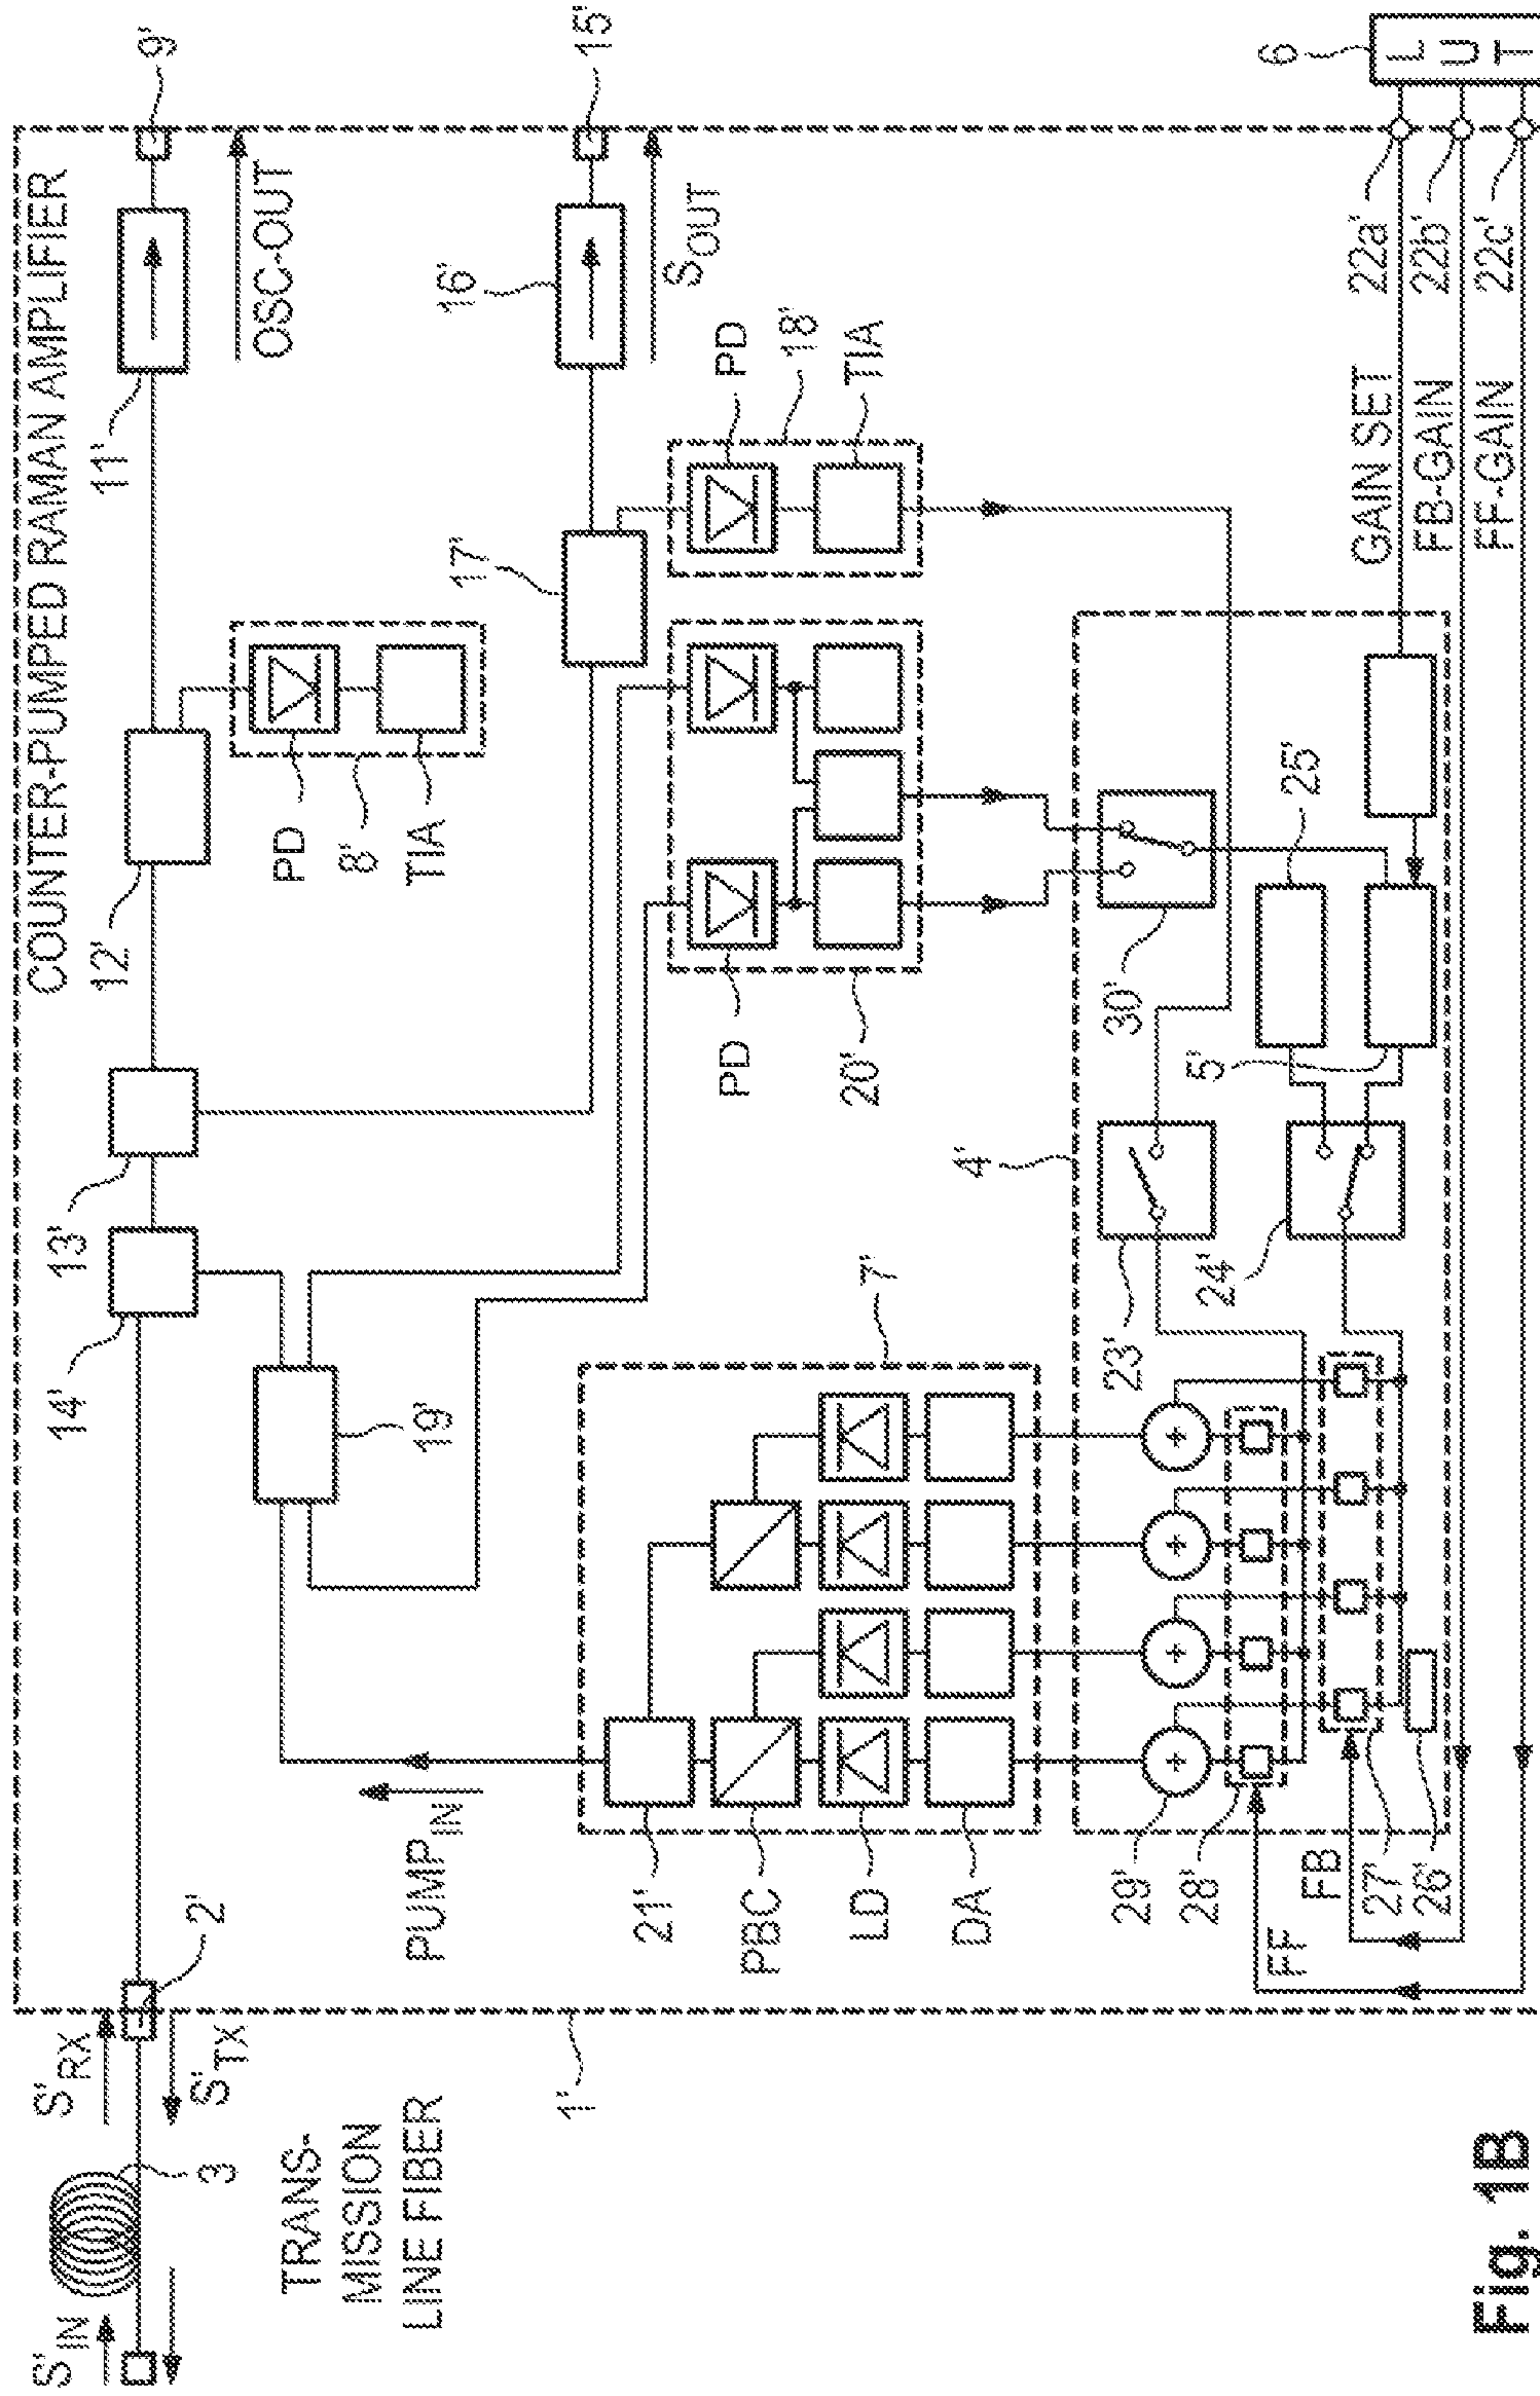 COUNTER-PUMPED RAMAN AMPLIFIER
S'IN
3
TRANS-
MISSION
LINE FIBER
S'RX
S'TX
2'
1'
14'
13'
12'
11'
9'
OSC-OUT
PD
8'
TIA
19'
17'
16'
15'
SOUT
PUMPIN
21'
PBC
LD
DA
7'
PD
20'
PD
18'
TIA
4'
23'
24'
30'
5'
25'
29'
28'
FF
FB
27'
26'
GAIN SET
FB-GAIN
FF-GAIN
22a'
22b'
22c'
6
L
U
T
+
+
+
+
Fig. 1B